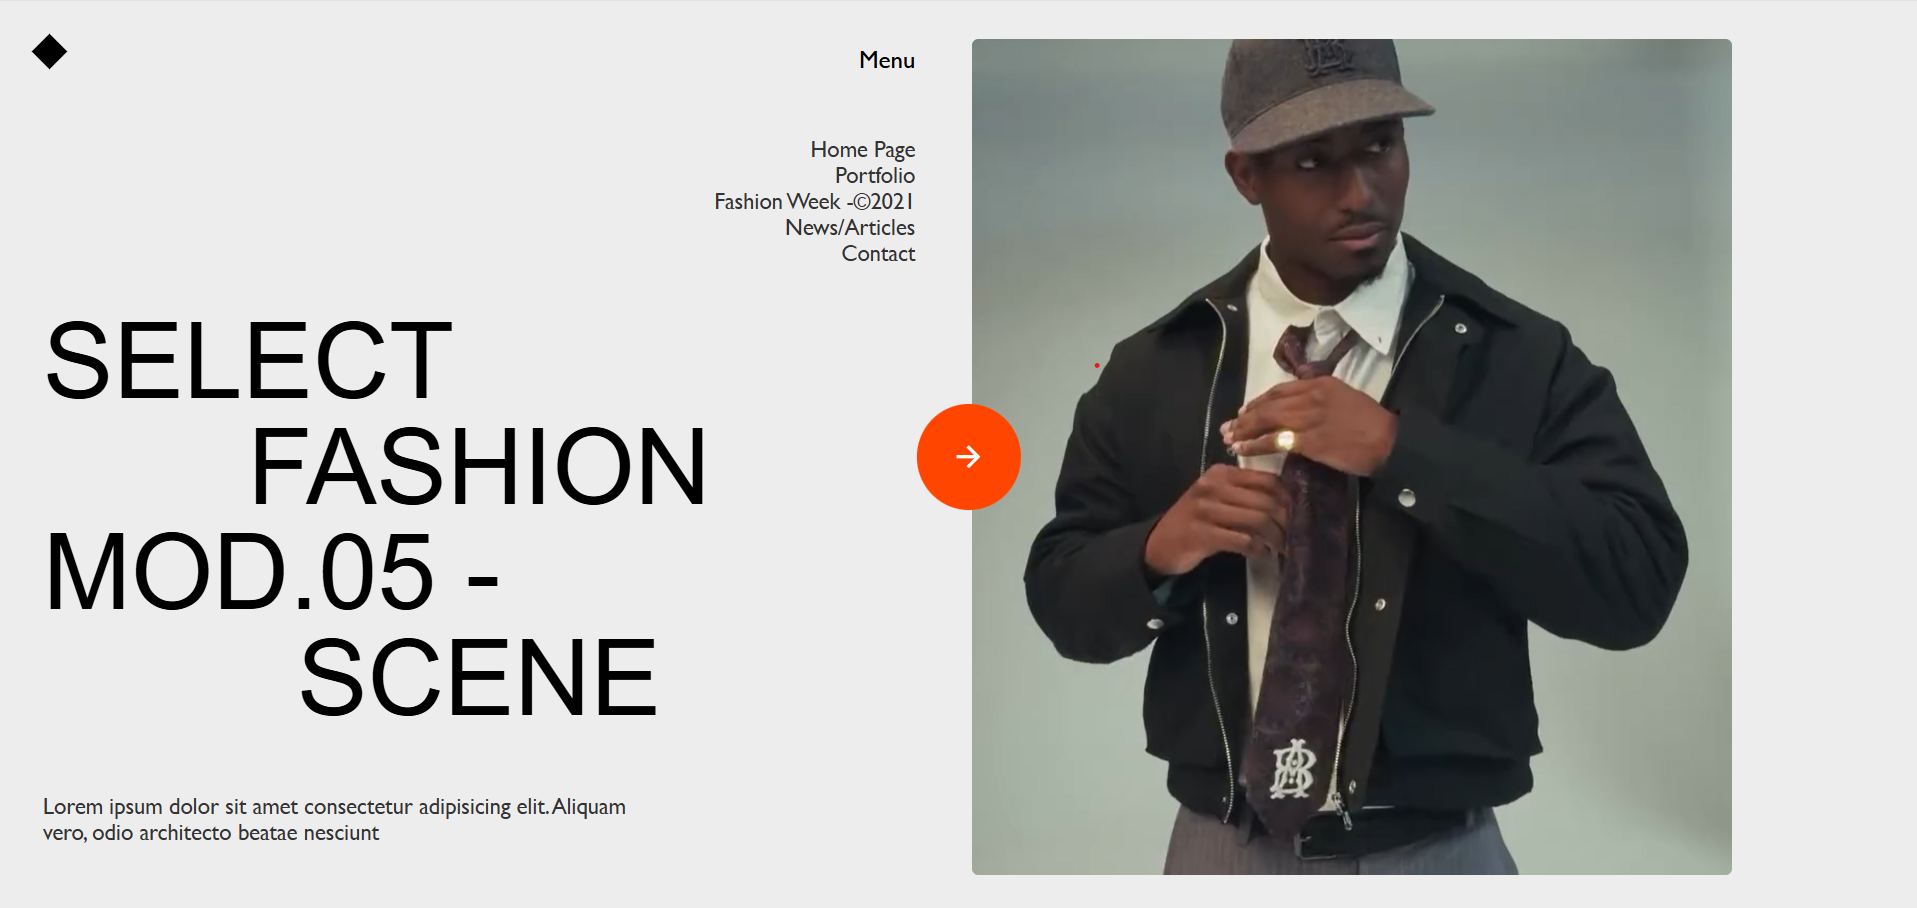 Menu
Home Page
Portfolio
Fashion Week -©2021
News/Articles
Contact
SELECT
FASHION
MOD.05 -
SCENE
Lorem ipsum dolor sit amet consectetur adipisicing elit. Aliquam
vero, odio architecto beatae nesciunt